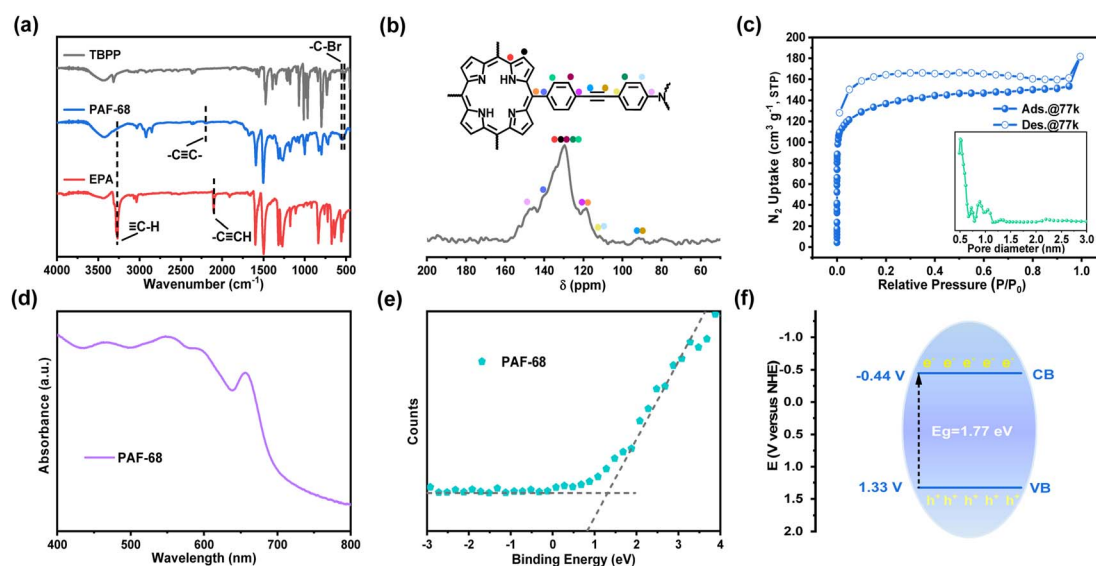 (a)
TBPP
-C-Br
PAF-68
-C≡C-
EPA
≡C-H
-C≡CH
4000 3500 3000 2500 2000 1500 1000 450
Wavenumber (cm-1)
(b)
N HN
NH N
N
200 180 160 140 120 100 80 60
δ (ppm)
(c)
N2 Uptake (cm3 g-1, STP)
200
180
160
140
120
100
80
60
40
20
0
Ads.@77k
Des.@77k
0.5 1.0 1.5 2.0 2.5 3.0
Pore diameter (nm)
0.0 0.2 0.4 0.6 0.8 1.0
Relative Pressure (P/P0)
(d)
Absorbance (a.u.)
PAF-68
400 500 600 700 800
Wavelength (nm)
(e)
Counts
PAF-68
-3 -2 -1 0 1 2 3 4
Binding Energy (eV)
(f)
E (V versus NHE)
-1.0
-0.5
0.0
0.5
1.0
1.5
2.0
e- e- e- e- e-
-0.44 V
CB
Eg=1.77 eV
1.33 V
VB
h+ h+ h+ h+ h+